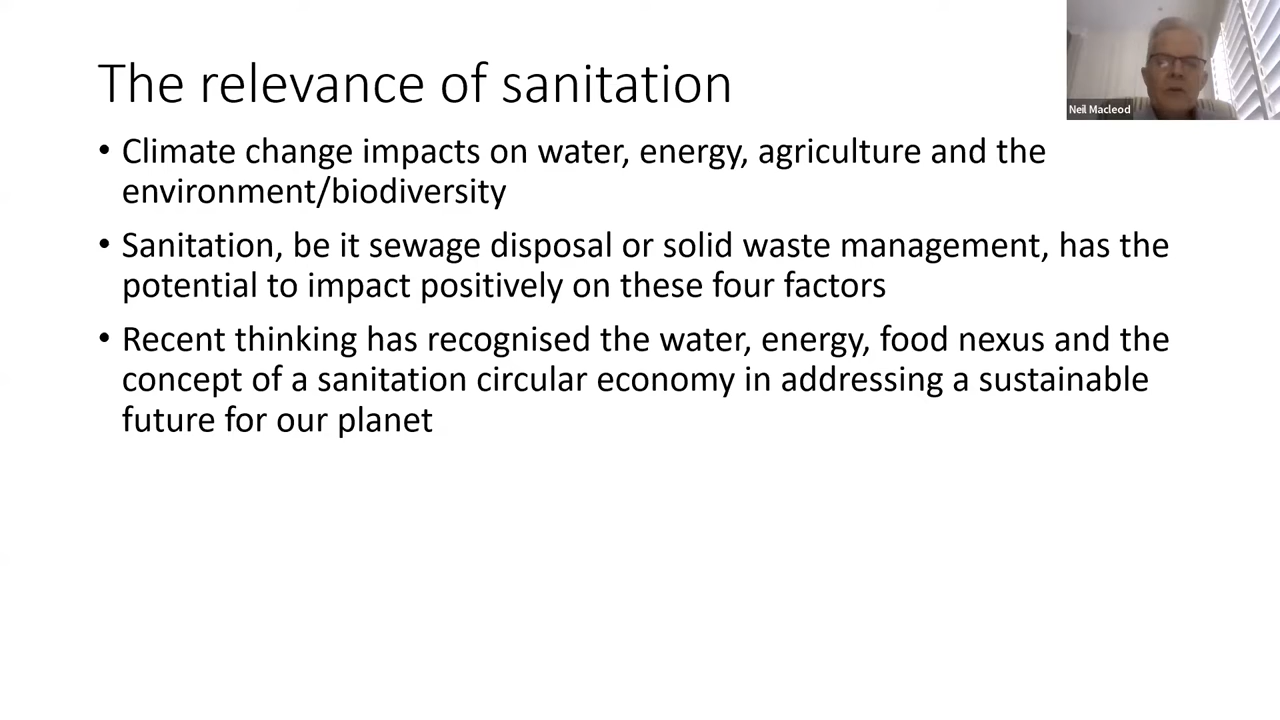 The relevance of sanitation
Neil Macleod
• Climate change impacts on water, energy, agriculture and the
environment/biodiversity
• Sanitation, be it sewage disposal or solid waste management, has the
potential to impact positively on these four factors
• Recent thinking has recognised the water, energy, food nexus and the
concept of a sanitation circular economy in addressing a sustainable
future for our planet